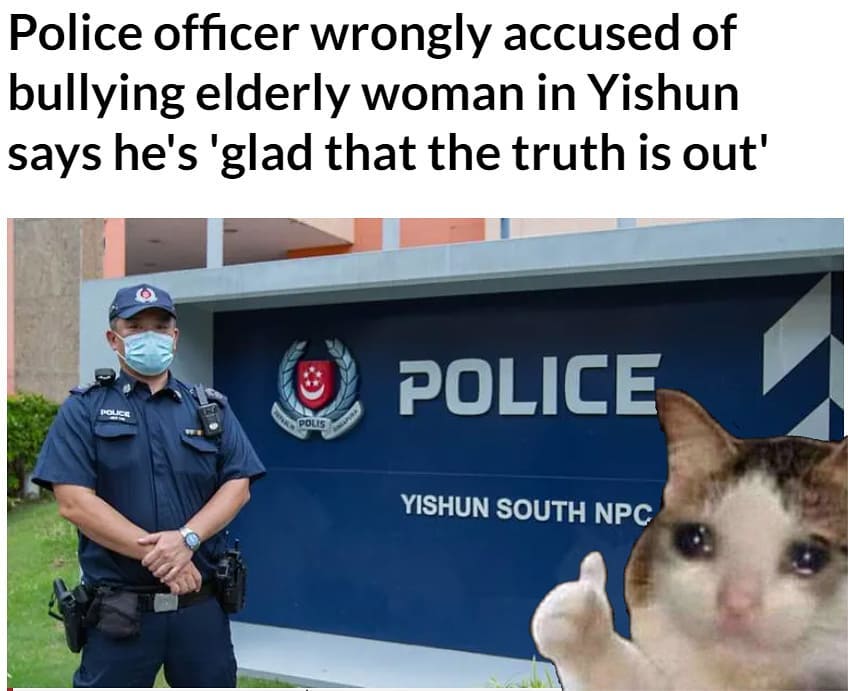 Police officer wrongly accused of
bullying elderly woman in Yishun
says he's 'glad that the truth is out'
POLICE
POLIS
POLICE
YISHUN SOUTH NPC